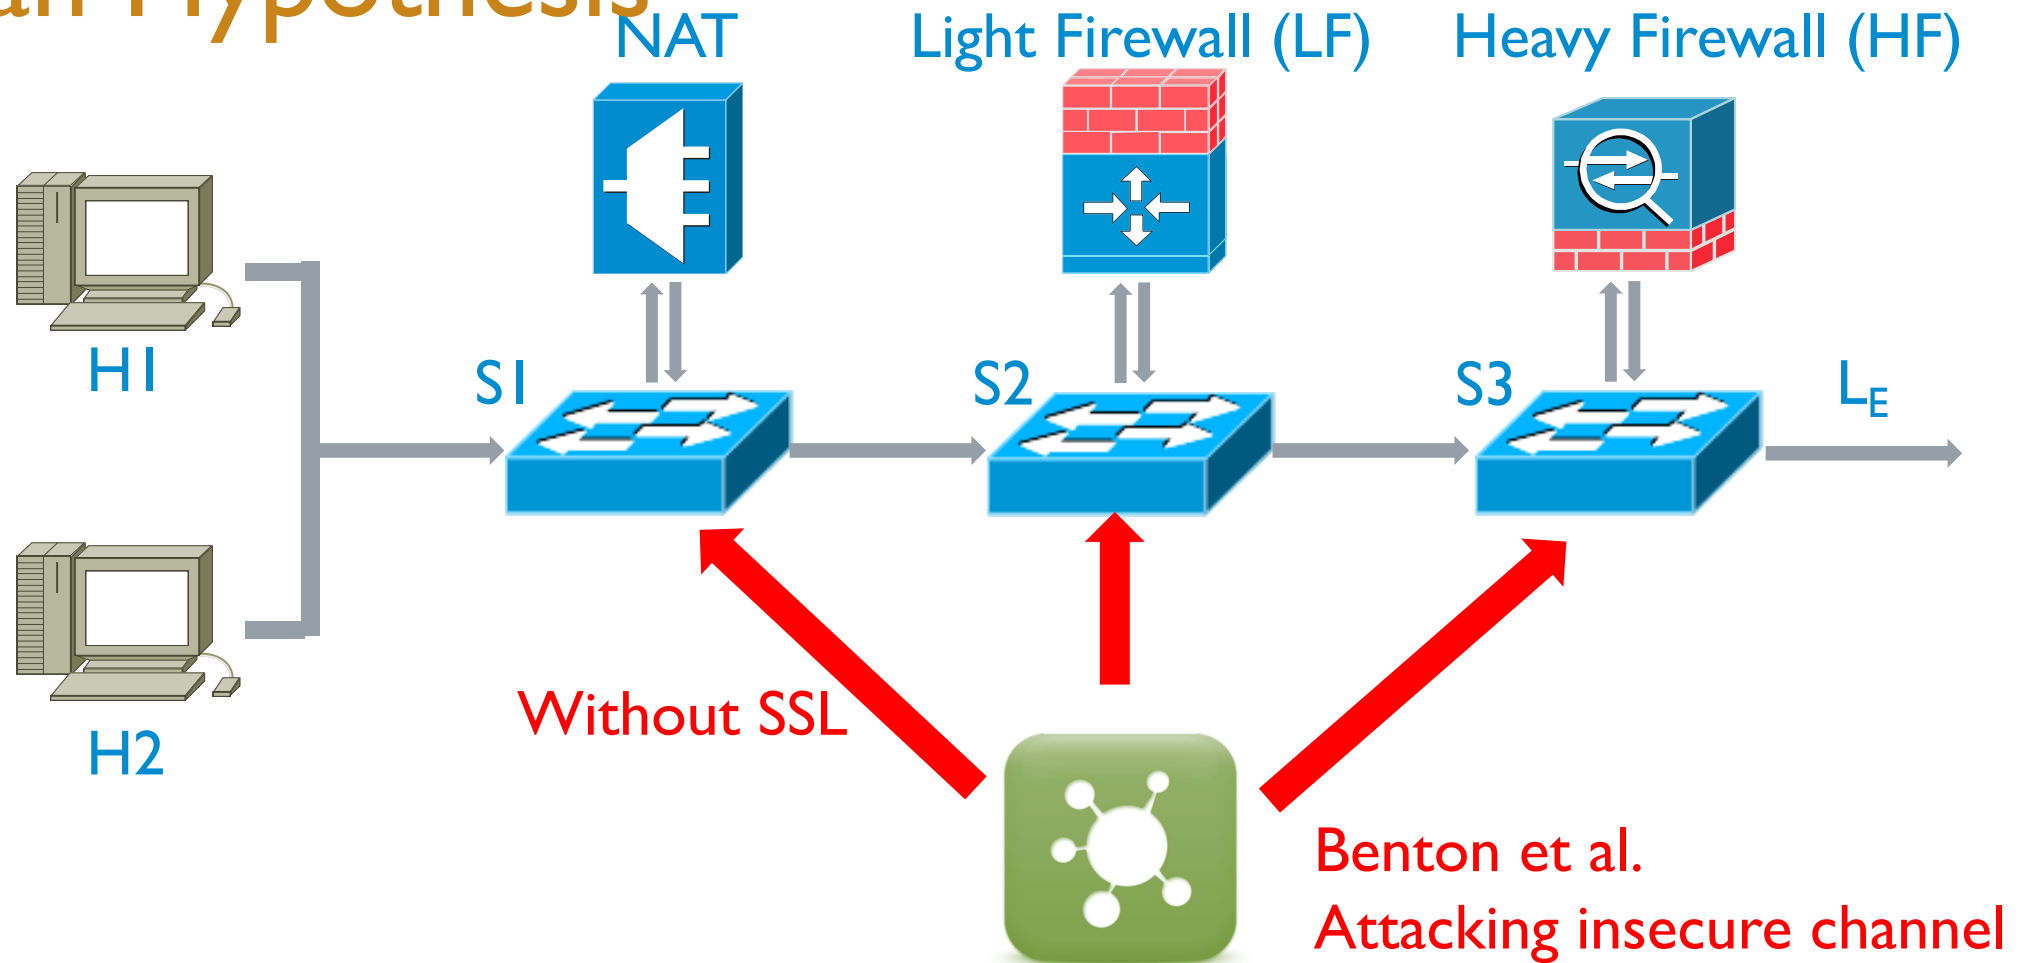 Hypothesis
NAT
Light Firewall (LF)
Heavy Firewall (HF)
H1
S1
S2
S3
LE
Without SSL
H2
Benton et al.
Attacking insecure channel